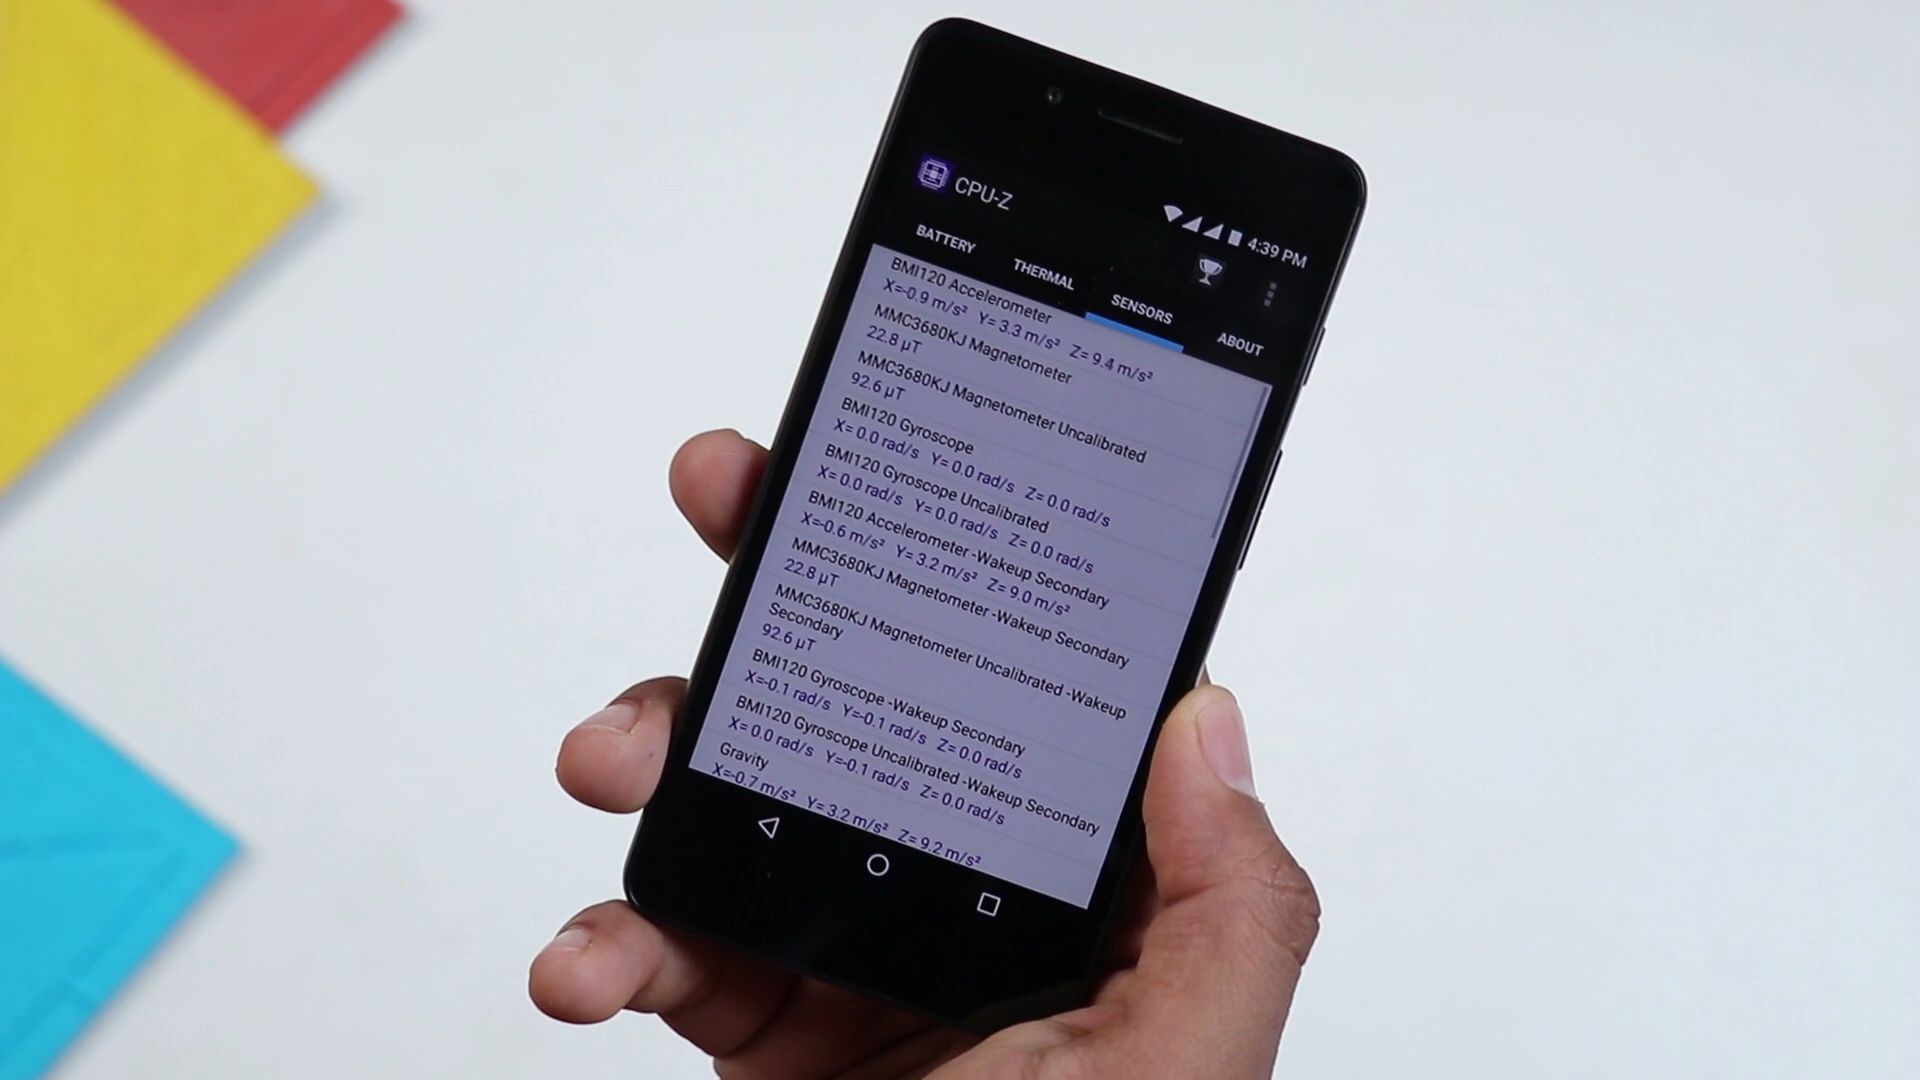 CPU-Z
4:39 PM
BATTERY THERMAL SENSORS ABOUT
BMI120 Accelerometer
X=-0.9 m/s² Y= 3.3 m/s² Z= 9.4 m/s²
MMC3680KJ Magnetometer
22.8 μT
MMC3680KJ Magnetometer Uncalibrated
92.6 μT
BMI120 Gyroscope
X= 0.0 rad/s Y= 0.0 rad/s Z= 0.0 rad/s
BMI120 Gyroscope Uncalibrated
X= 0.0 rad/s Y= 0.0 rad/s Z= 0.0 rad/s
BMI120 Accelerometer -Wakeup Secondary
X=-0.6 m/s² Y= 3.2 m/s² Z= 9.0 m/s²
MMC3680KJ Magnetometer -Wakeup Secondary
22.8 μT
MMC3680KJ Magnetometer Uncalibrated -Wakeup
Secondary
92.6 μT
BMI120 Gyroscope -Wakeup Secondary
X=-0.1 rad/s Y=-0.1 rad/s Z= 0.0 rad/s
BMI120 Gyroscope Uncalibrated -Wakeup Secondary
X= 0.0 rad/s Y=-0.1 rad/s Z= 0.0 rad/s
Gravity
X=-0.7 m/s² Y= 3.2 m/s² Z= 9.2 m/s²